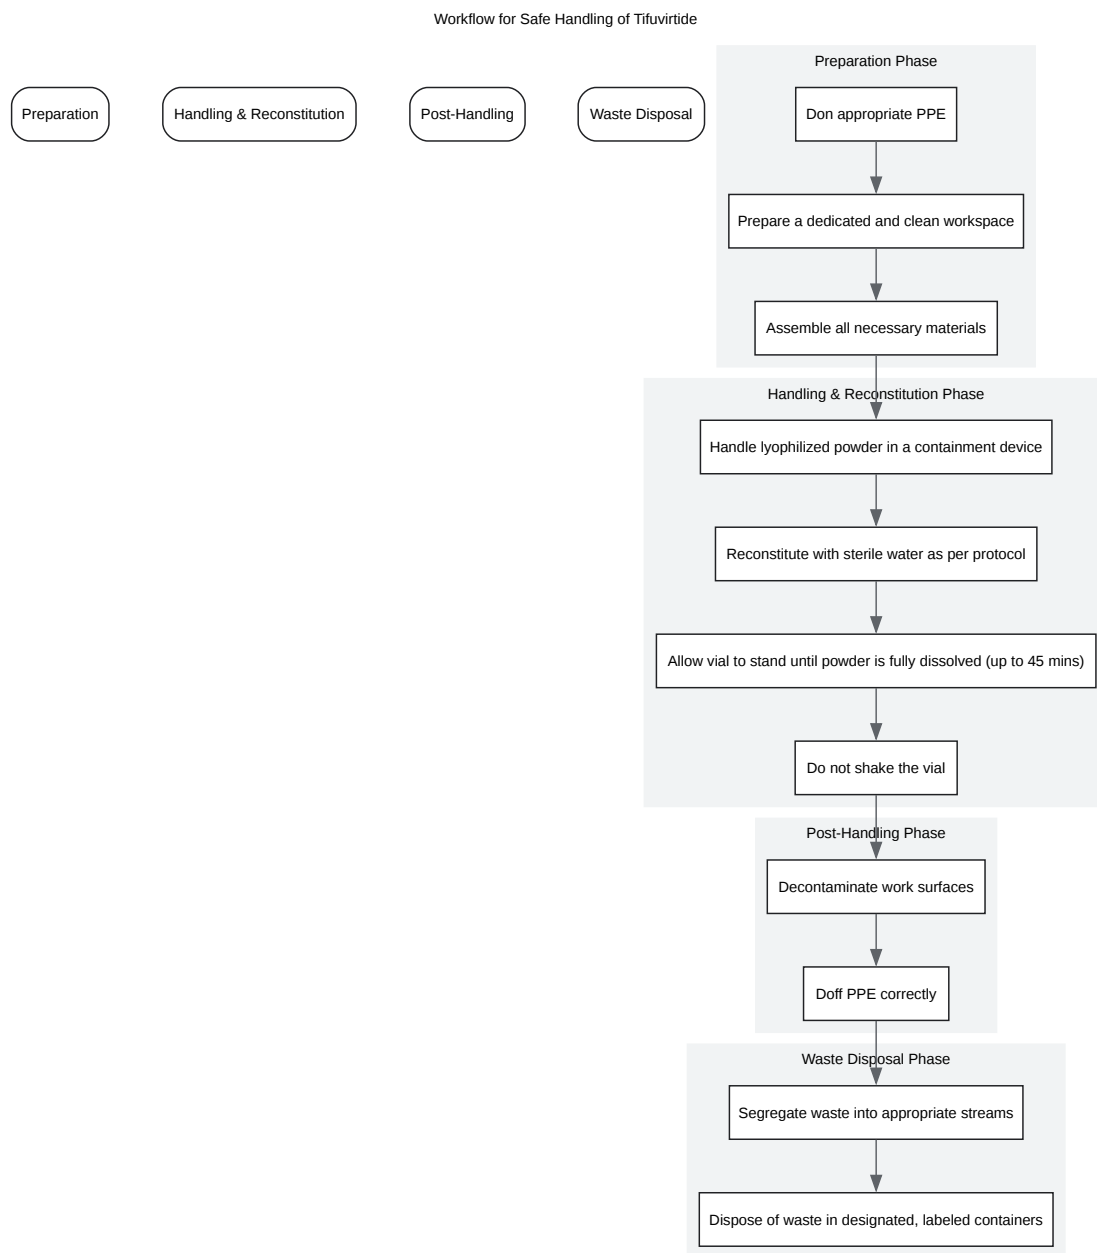 Workflow for Safe Handling of Tifuvirtide
Preparation
Handling & Reconstitution
Post-Handling
Waste Disposal
Preparation Phase
Don appropriate PPE
Prepare a dedicated and clean workspace
Assemble all necessary materials
Handling & Reconstitution Phase
Handle lyophilized powder in a containment device
Reconstitute with sterile water as per protocol
Allow vial to stand until powder is fully dissolved (up to 45 mins)
Do not shake the vial
Post-Handling Phase
Decontaminate work surfaces
Doff PPE correctly
Waste Disposal Phase
Segregate waste into appropriate streams
Dispose of waste in designated, labeled containers